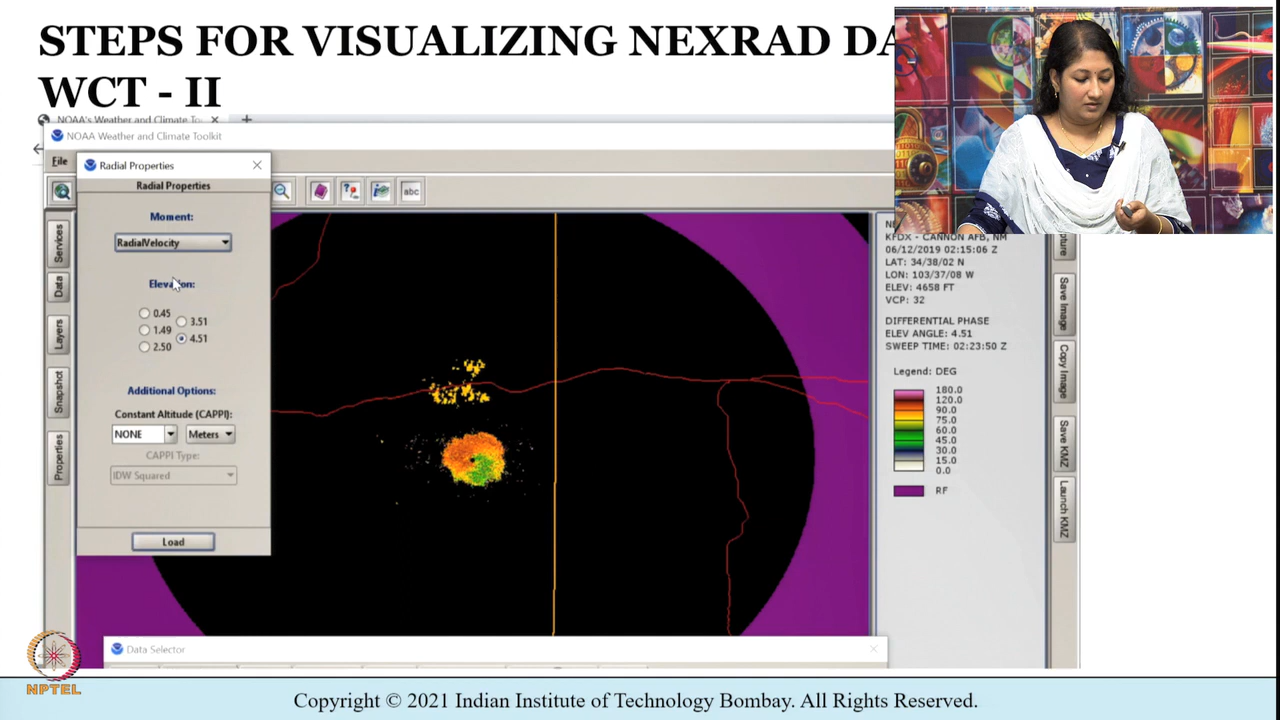 STEPS FOR VISUALIZING NEXRAD DA
WCT - II
NOAA's Weather and Climate To
NOAA Weather and Climate Toolkit
File
Radial Properties
Radial Properties
Moment:
RadialVelocity
Elevation:
0.45
1.49
2.50
3.51
4.51
Additional Options:
Constant Altitude (CAPPI):
NONE
Meters
CAPPI Type:
IDW Squared
Load
Services
Data
Layers
Snapshot
Properties
abc
KFDX - CANNON AFB, NM
06/12/2019 02:15:06 Z
LAT: 34/38/02 N
LON: 103/37/08 W
ELEV: 4658 FT
VCP: 32
DIFFERENTIAL PHASE
ELEV ANGLE: 4.51
SWEEP TIME: 02:23:50 Z
Legend: DEG
180.0
120.0
90.0
75.0
60.0
45.0
30.0
15.0
0.0
RF
pture
Save Image
Copy Image
Save KMZ
Launch KMZ
Data Selector
NPTEL
Copyright © 2021 Indian Institute of Technology Bombay. All Rights Reserved.